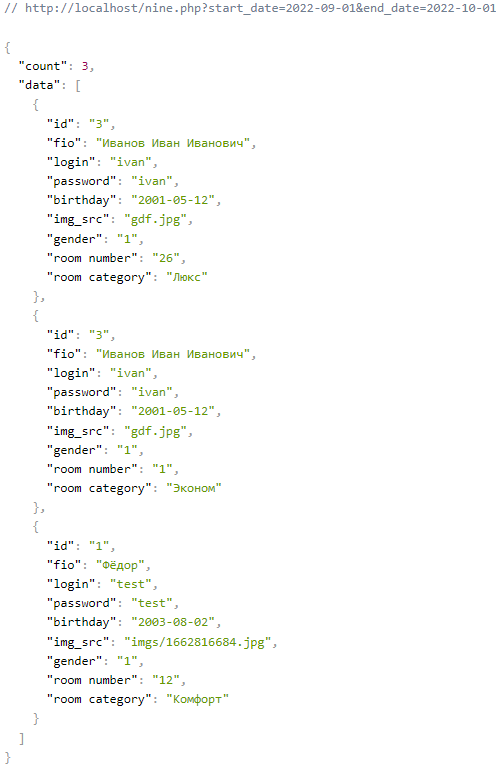 // http://localhost/nine.php?start_date=2022-09-01&end_date=2022-10-01
{
"count": 3,
"data": [
{
"id": "3",
"fio": "Иванов Иван Иванович",
"login": "ivan",
"password": "ivan",
"birthday": "2001-05-12",
"img_src": "gdf.jpg",
"gender": "1",
"room number": "26",
"room category": "Люкс"
},
{
"id": "3",
"fio": "Иванов Иван Иванович",
"login": "ivan",
"password": "ivan",
"birthday": "2001-05-12",
"img_src": "gdf.jpg",
"gender": "1",
"room number": "1",
"room category": "Эконом"
},
{
"id": "1",
"fio": "Фёдор",
"login": "test",
"password": "test",
"birthday": "2003-08-02",
"img_src": "imgs/1662816684.jpg",
"gender": "1",
"room number": "12",
"room category": "Комфорт"
}
]
}